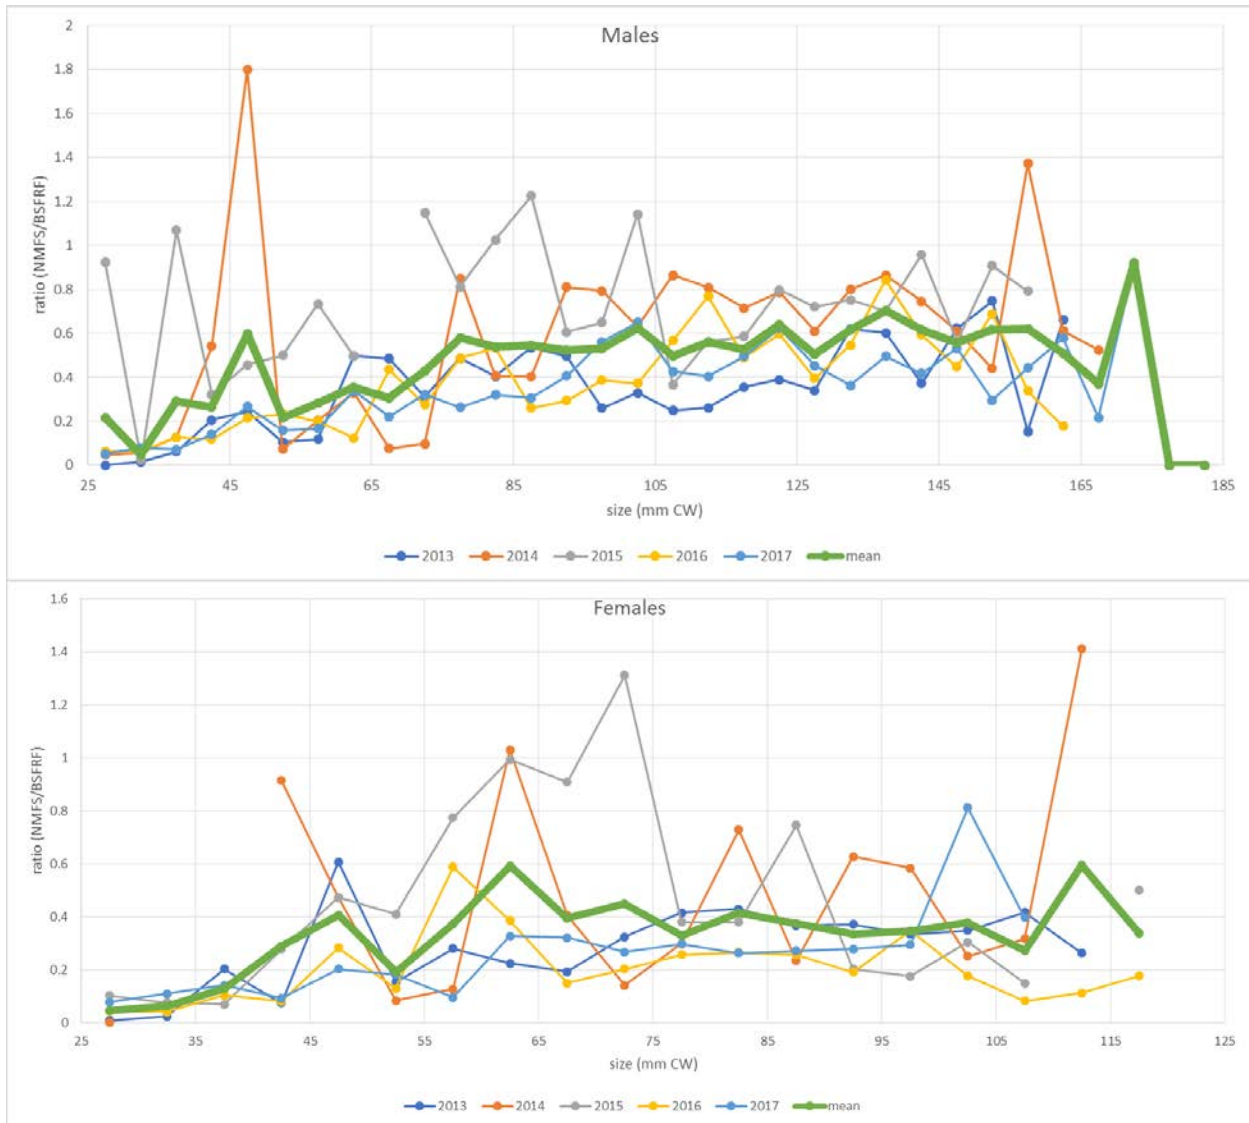 Males
ratio (NMFS/BSFRF)
2
1.8
1.6
1.4
1.2
1
0.8
0.6
0.4
0.2
0
25 45 65 85 105 125 145 165 185
size (mm CW)
2013 2014 2015 2016 2017 mean
Females
ratio (NMFS/BSFRF)
1.6
1.4
1.2
1
0.8
0.6
0.4
0.2
0
25 35 45 55 65 75 85 95 105 115 125
size (mm CW)
2013 2014 2015 2016 2017 mean